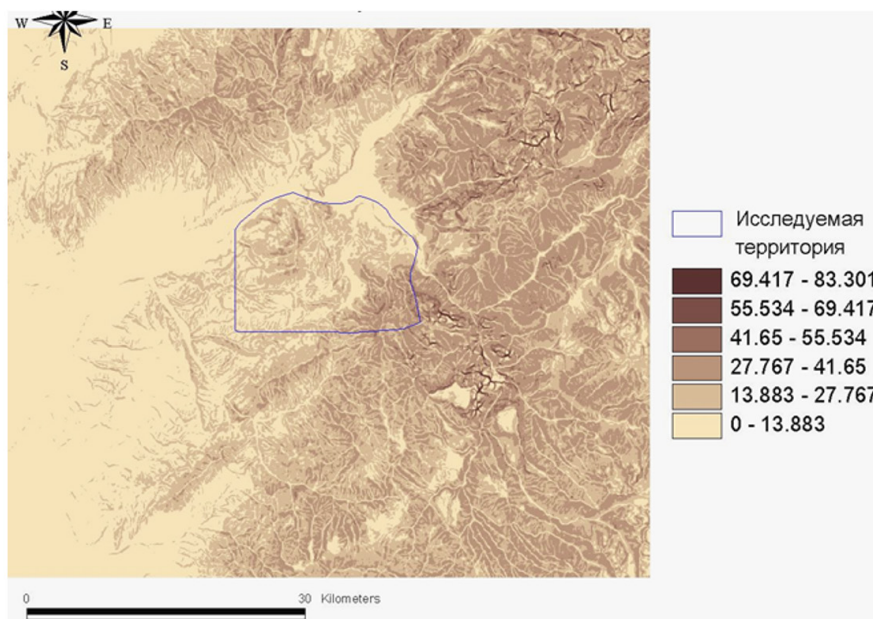 W E
S
Исследуемая
территория
69.417 - 83.301
55.534 - 69.417
41.65 - 55.534
27.767 - 41.65
13.883 - 27.767
0 - 13.883
0 30 Kilometers